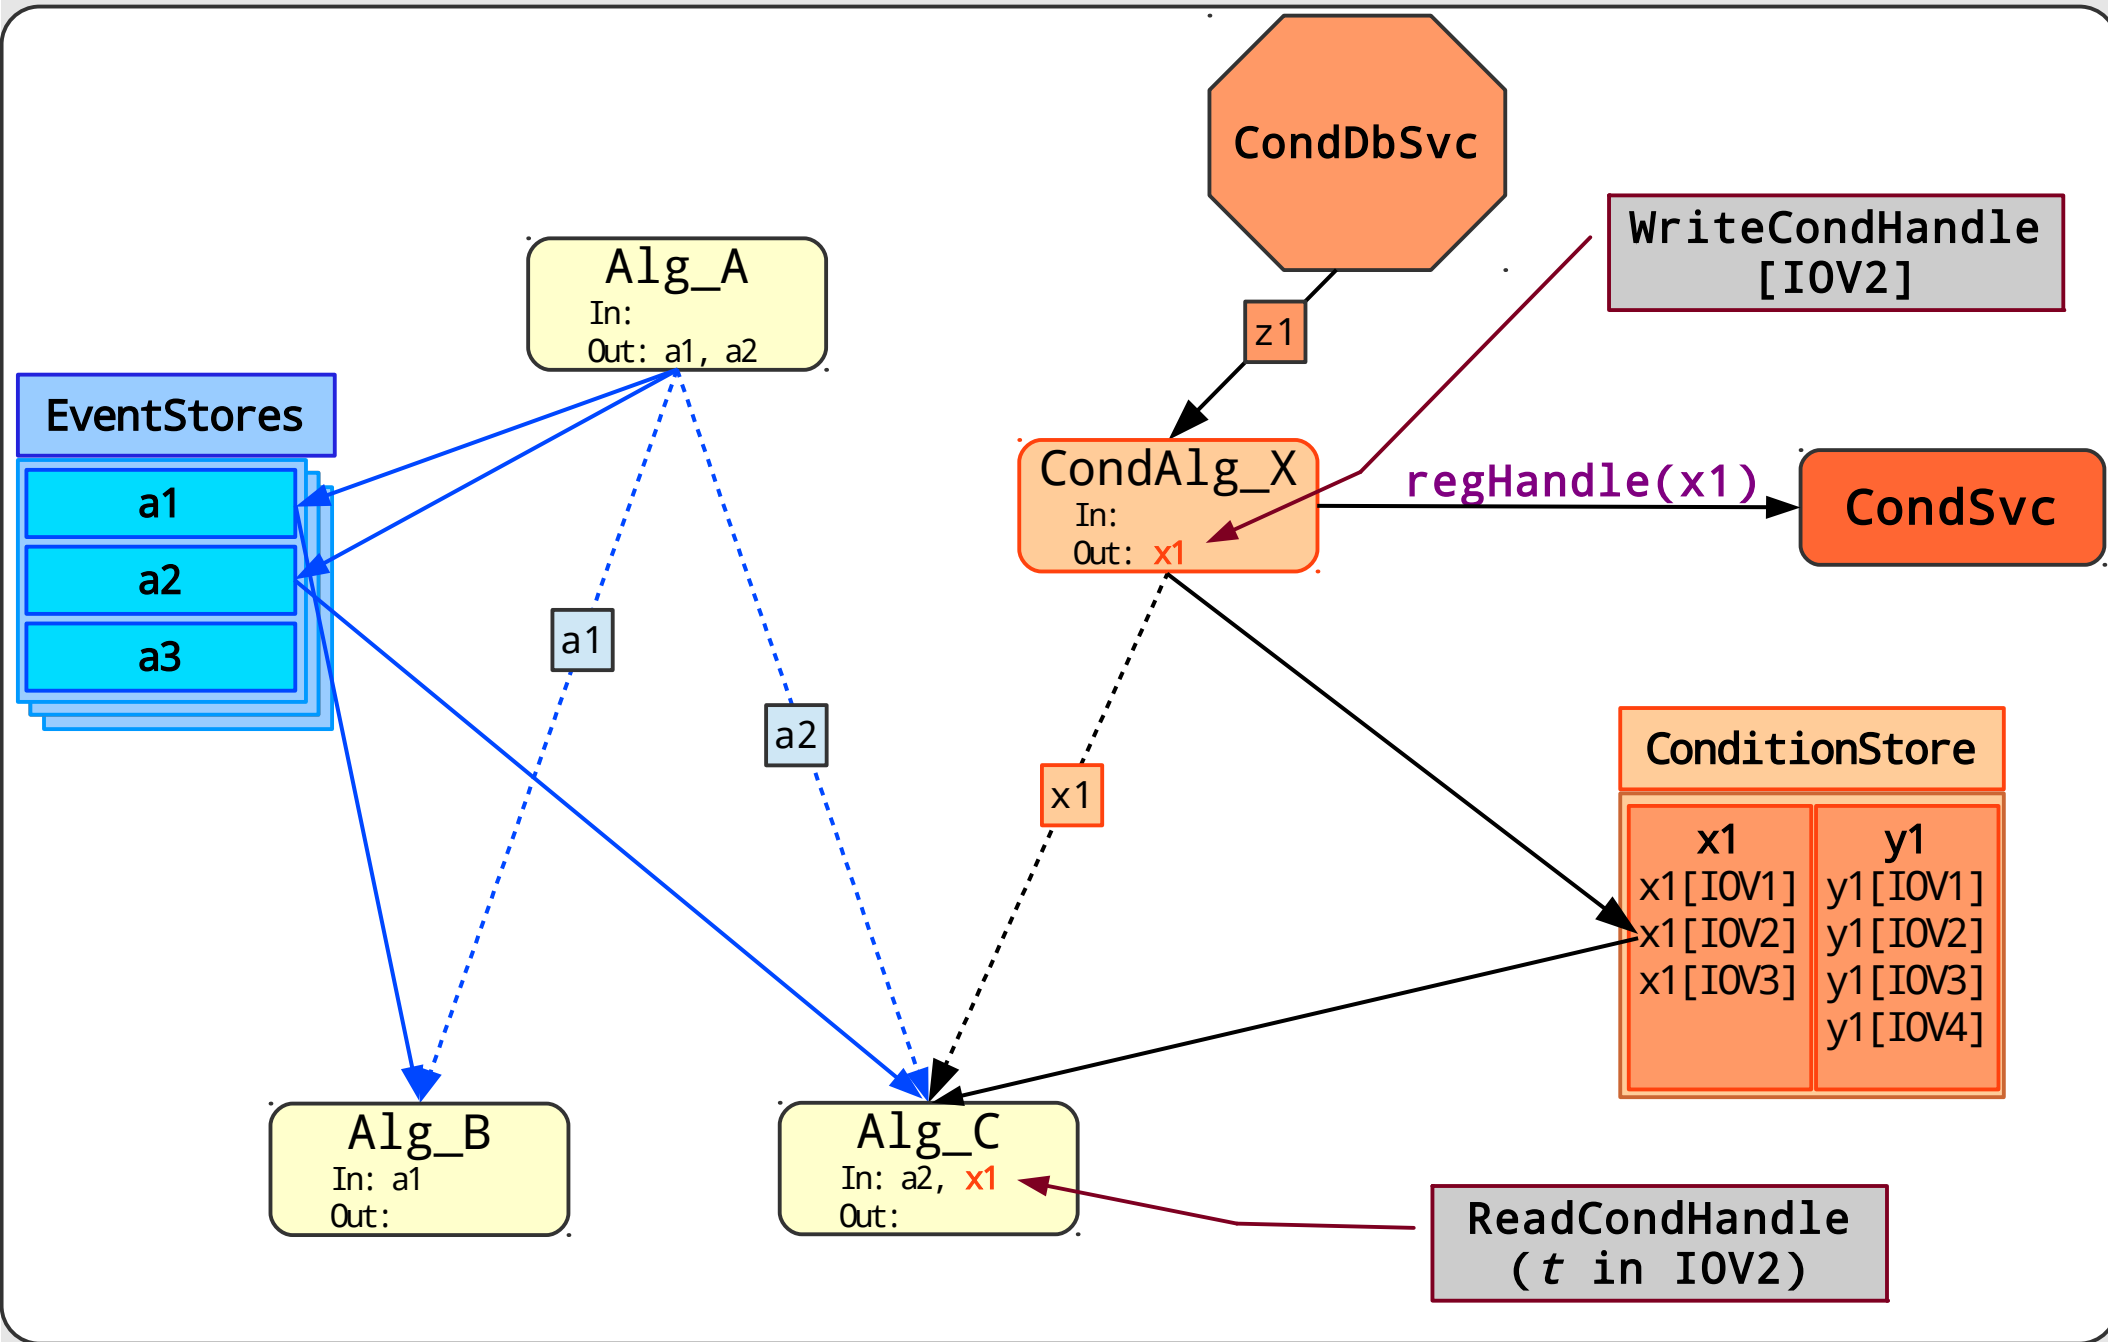 CondDbSvc
WriteCondHandle
[IOV2]
Alg_A
In:
Out: a1, a2
z1
EventStores
a1
a2
a3
CondAlg_X
In:
Out: x1
regHandle(x1)
CondSvc
a1
a2
x1
ConditionStore
x1
x1[IOV1]
x1[IOV2]
x1[IOV3]
y1
y1[IOV1]
y1[IOV2]
y1[IOV3]
y1[IOV4]
Alg_B
In: a1
Out:
Alg_C
In: a2, x1
Out:
ReadCondHandle
(t in IOV2)